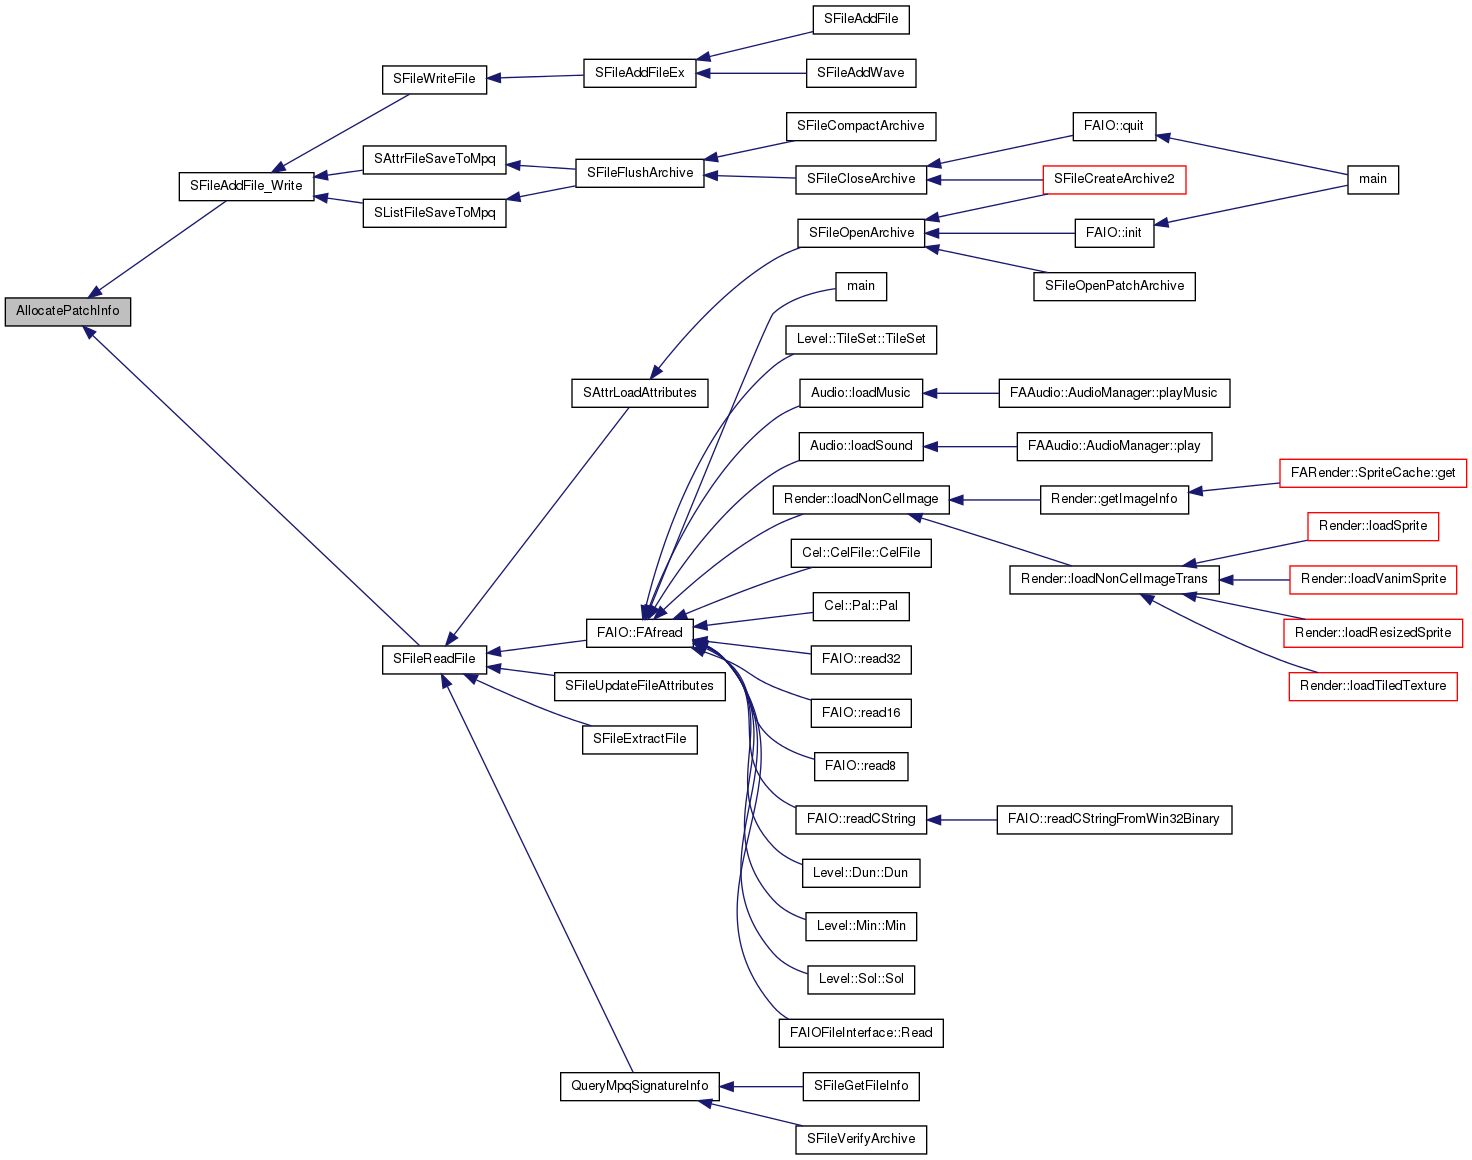 SFileAddFile
SFileWriteFile
SFileAddFileEx
SFileAddWave
SFileCompactArchive
FAIO::quit
SAttrFileSaveToMpq
SFileFlushArchive
SFileCloseArchive
SFileCreateArchive2
main
SFileAddFile_Write
SListFileSaveToMpq
SFileOpenArchive
FAIO::init
SFileOpenPatchArchive
AllocatePatchInfo
main
Level::TileSet::TileSet
SAttrLoadAttributes
Audio::loadMusic
FAAudio::AudioManager::playMusic
Audio::loadSound
FAAudio::AudioManager::play
FARender::SpriteCache::get
Render::loadNonCelImage
Render::getImageInfo
Render::loadSprite
Cel::CelFile::CelFile
Render::loadNonCelImageTrans
Render::loadVanimSprite
Cel::Pal::Pal
FAIO::FAfread
Render::loadResizedSprite
SFileReadFile
FAIO::read32
SFileUpdateFileAttributes
Render::loadTiledTexture
FAIO::read16
SFileExtractFile
FAIO::read8
FAIO::readCString
FAIO::readCStringFromWin32Binary
Level::Dun::Dun
Level::Min::Min
Level::Sol::Sol
FAIOFileInterface::Read
QueryMpqSignatureInfo
SFileGetFileInfo
SFileVerifyArchive